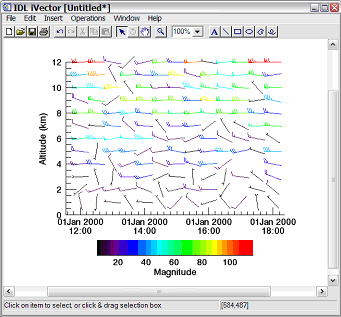 IDL iVector [Untitled*]
File Edit Insert Operations Window Help
100%
A
12
10
8
6
4
2
0
Altitude (km)
01Jan 2000 01Jan 2000 01Jan 2000 01Jan 2000
12:00 14:00 16:00 18:00
20 40 60 80 100
Magnitude
Click on item to select, or click & drag selection box [584,487]